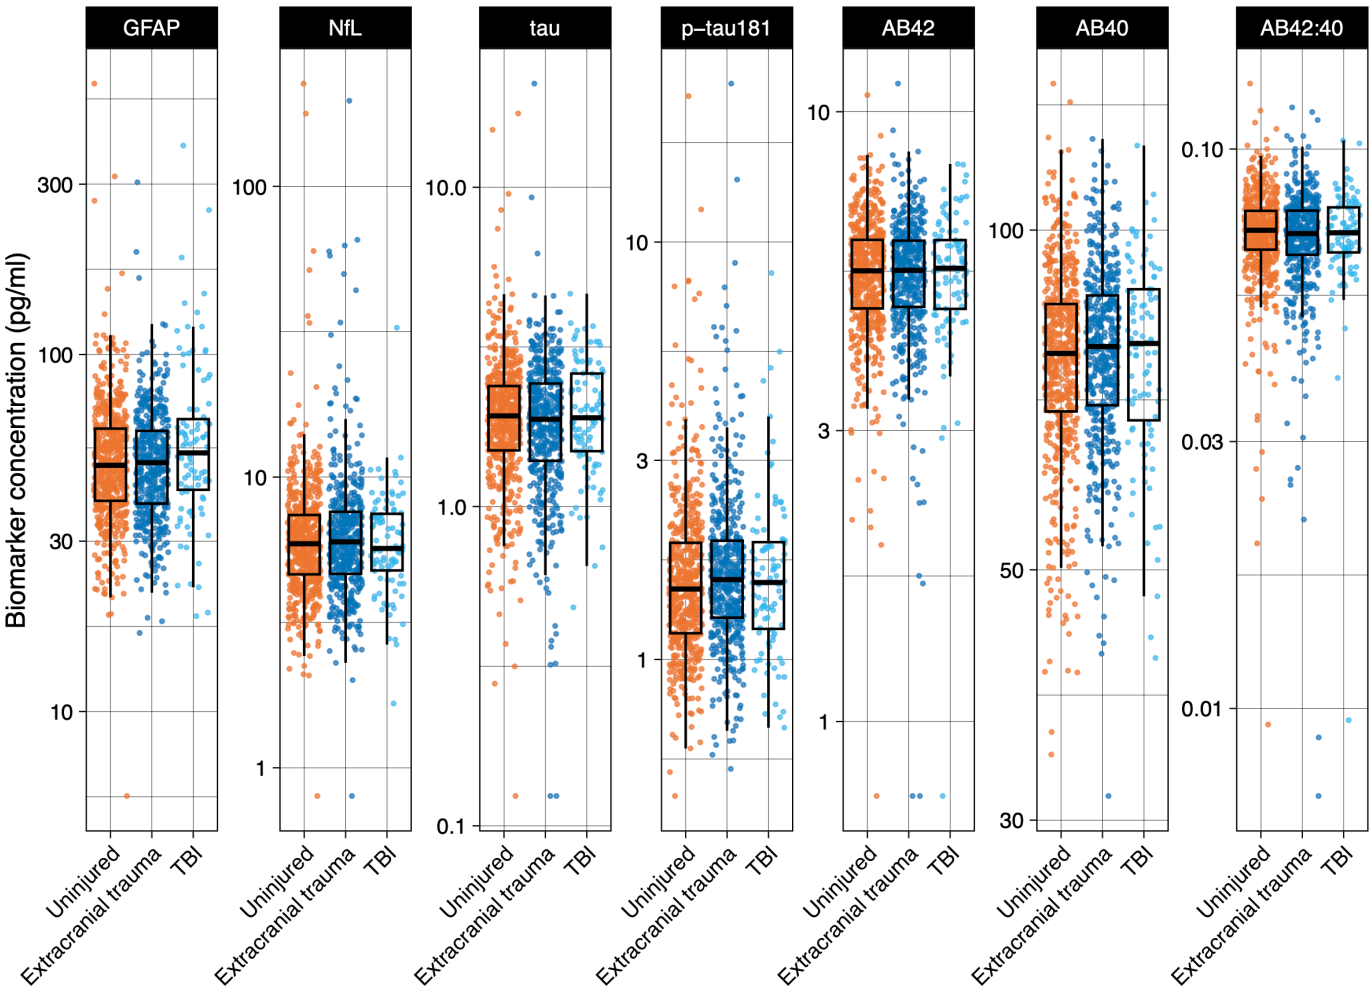 GFAP
NfL
tau
p-tau181
AB42
AB40
AB42:40
Biomarker concentration (pg/ml)
300
100
30
10
100
10
1
10.0
1.0
0.1
10
3
1
10
3
1
100
50
30
0.10
0.03
0.01
Uninjured
Extracranial trauma
TBI
Uninjured
Extracranial trauma
TBI
Uninjured
Extracranial trauma
TBI
Uninjured
Extracranial trauma
TBI
Uninjured
Extracranial trauma
TBI
Uninjured
Extracranial trauma
TBI
Uninjured
Extracranial trauma
TBI